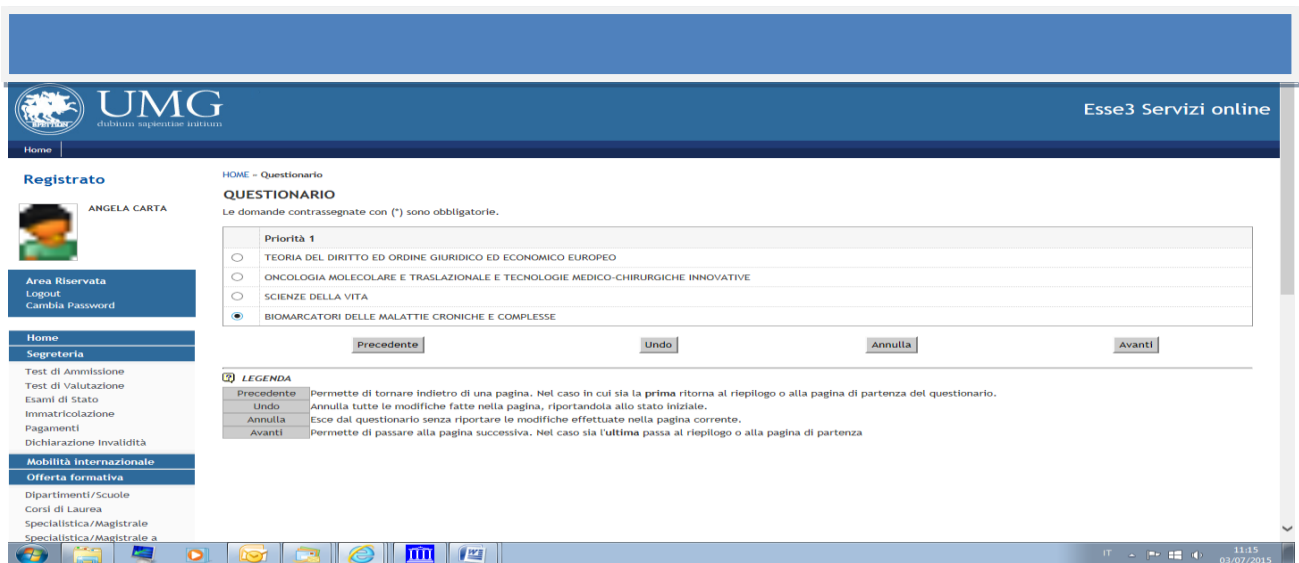 UMG
dubium sapientiae initium
Esse3 Servizi online
Home
Registrato
ANGELA CARTA
Area Riservata
Logout
Cambia Password
Home
Segreteria
Test di Ammissione
Test di Valutazione
Esami di Stato
Immatricolazione
Pagamenti
Dichiarazione Invalidità
Mobilità internazionale
Offerta formativa
Dipartimenti/Scuole
Corsi di Laurea
Specialistica/Magistrale
Specialistica/Magistrale a
HOME » Questionario
QUESTIONARIO
Le domande contrassegnate con (*) sono obbligatorie.
Priorità 1
TEORIA DEL DIRITTO ED ORDINE GIURIDICO ED ECONOMICO EUROPEO
ONCOLOGIA MOLECOLARE E TRASLAZIONALE E TECNOLOGIE MEDICO-CHIRURGICHE INNOVATIVE
SCIENZE DELLA VITA
BIOMARCATORI DELLE MALATTIE CRONICHE E COMPLESSE
Precedente Undo Annulla Avanti
LEGENDA
Precedente Permette di tornare indietro di una pagina. Nel caso in cui sia la prima ritorna al riepilogo o alla pagina di partenza del questionario.
Undo Annulla tutte le modifiche fatte nella pagina, riportandola allo stato iniziale.
Annulla Esce dal questionario senza riportare le modifiche effettuate nella pagina corrente.
Avanti Permette di passare alla pagina successiva. Nel caso sia l'ultima passa al riepilogo o alla pagina di partenza
IT
11:15
03/07/2015